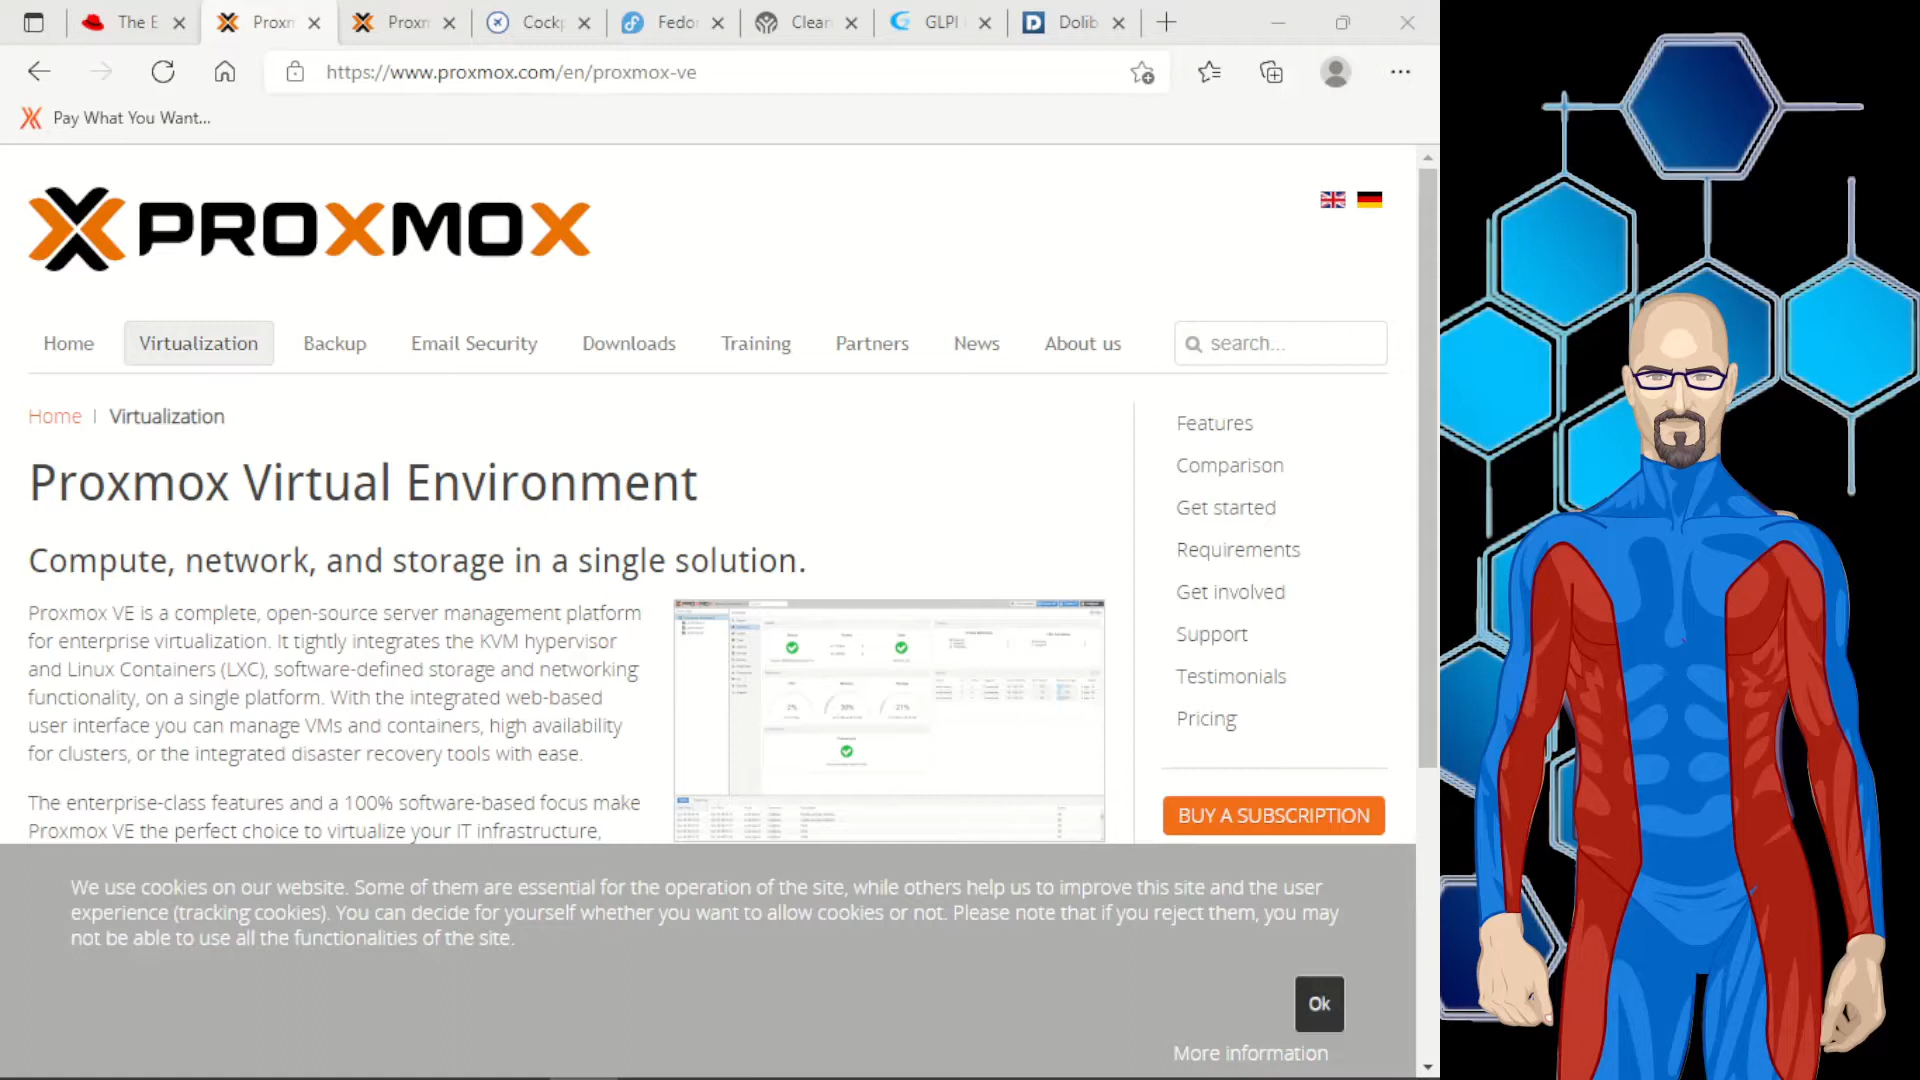 The E
Proxm
Proxm
Cockp
Fedor
Clear
GLPI
Dolib
https://www.proxmox.com/en/proxmox-ve
Pay What You Want...
PROXMOX
Home
Virtualization
Backup
Email Security
Downloads
Training
Partners
News
About us
search...
Home | Virtualization
Proxmox Virtual Environment
Compute, network, and storage in a single solution.
Proxmox VE is a complete, open-source server management platform
for enterprise virtualization. It tightly integrates the KVM hypervisor
and Linux Containers (LXC), software-defined storage and networking
functionality, on a single platform. With the integrated web-based
user interface you can manage VMs and containers, high availability
for clusters, or the integrated disaster recovery tools with ease.
The enterprise-class features and a 100% software-based focus make
Proxmox VE the perfect choice to virtualize your IT infrastructure,
Features
Comparison
Get started
Requirements
Get involved
Support
Testimonials
Pricing
BUY A SUBSCRIPTION
We use cookies on our website. Some of them are essential for the operation of the site, while others help us to improve this site and the user
experience (tracking cookies). You can decide for yourself whether you want to allow cookies or not. Please note that if you reject them, you may
not be able to use all the functionalities of the site.
Ok
More information